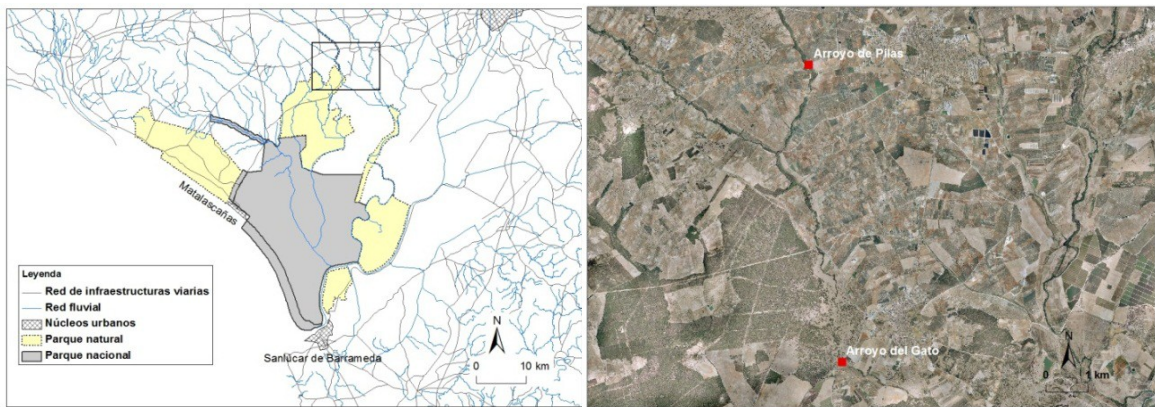 Matalascañas
Leyenda
Red de infraestructuras viarias
Red fluvial
Núcleos urbanos
Parque natural
Parque nacional
Sanlúcar de Barrameda
N
0 10 km
Arroyo de Pilas
Arroyo del Gato
N
0 1 km